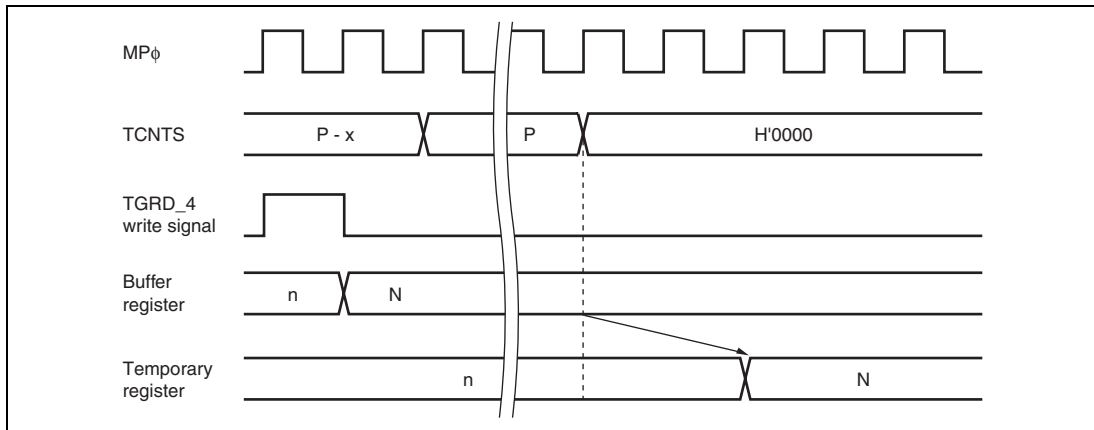 MPφ
TCNTS
P - x
P
H'0000
TGRD_4
write signal
Buffer
register
n
N
Temporary
register
n
N